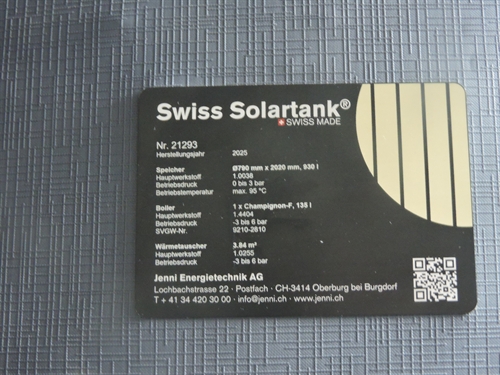 Swiss Solartank®
SWISS MADE
Nr. 21293
Herstellungsjahr 2025
Speicher Ø790 mm x 2020 mm, 930 l
Hauptwerkstoff 1.0038
Betriebsdruck 0 bis 3 bar
Betriebstemperatur max. 95 °C
Boiler 1 x Champignon-F, 135 l
Hauptwerkstoff 1.4404
Betriebsdruck -3 bis 6 bar
SVGW-Nr. 9210-2810
Wärmetauscher 3.84 m²
Hauptwerkstoff 1.0255
Betriebsdruck -3 bis 6 bar
Jenni Energietechnik AG
Lochbachstrasse 22 · Postfach · CH-3414 Oberburg bei Burgdorf
T + 41 34 420 30 00 · info@jenni.ch · www.jenni.ch